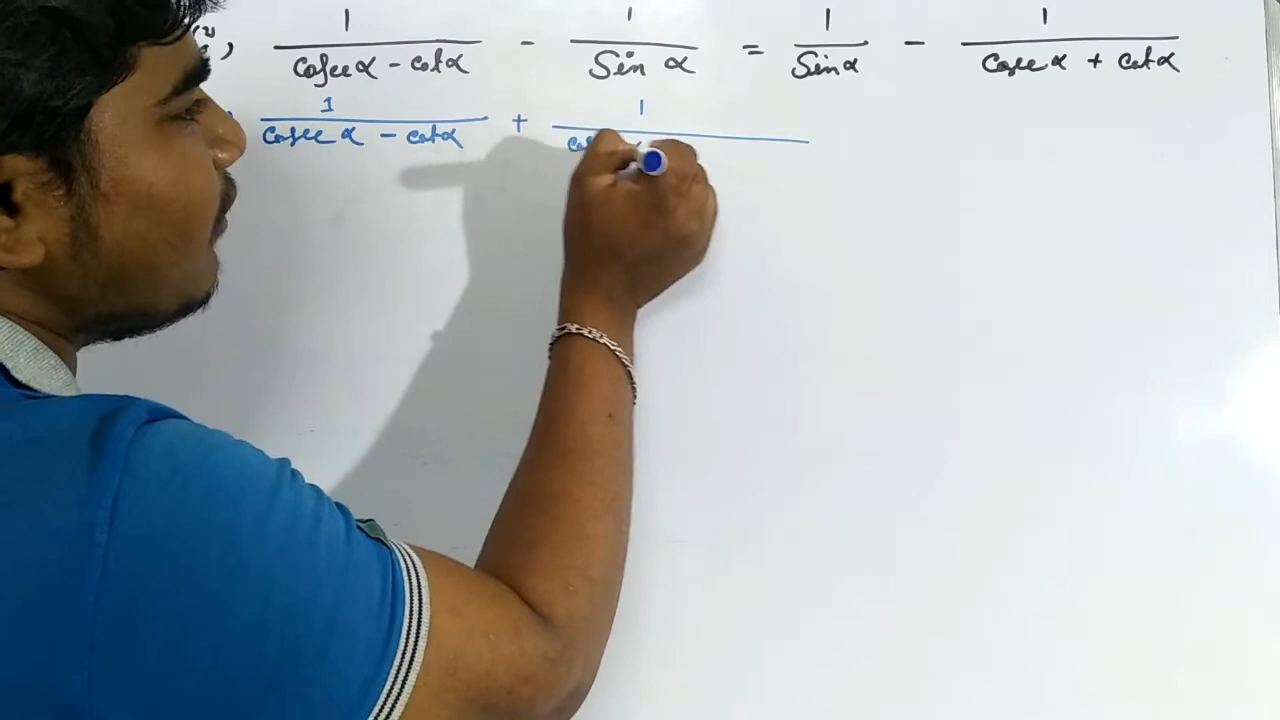 1/(Cosec α - cot α) - 1/(Sin α) = 1/(Sin α) - 1/(Cosec α + cot α)
1/(Cosec α - cot α) + 1/